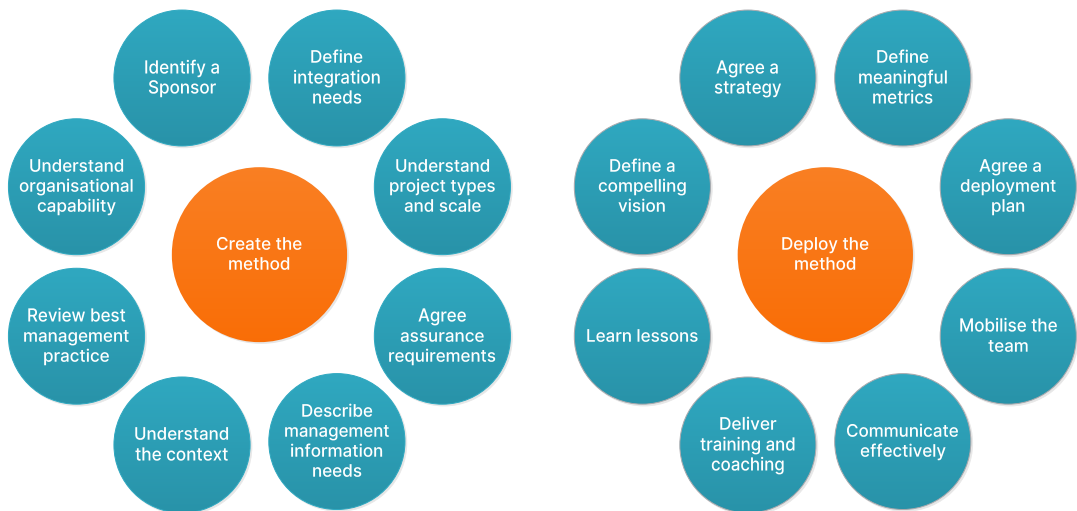 Identify a
Sponsor
Define
integration
needs
Understand
project types
and scale
Agree
assurance
requirements
Describe
management
information
needs
Understand
the context
Review best
management
practice
Understand
organisational
capability
Create the
method
Agree a
strategy
Define
meaningful
metrics
Agree a
deployment
plan
Mobilise the
team
Communicate
effectively
Deliver
training and
coaching
Learn lessons
Define a
compelling
vision
Deploy the
method